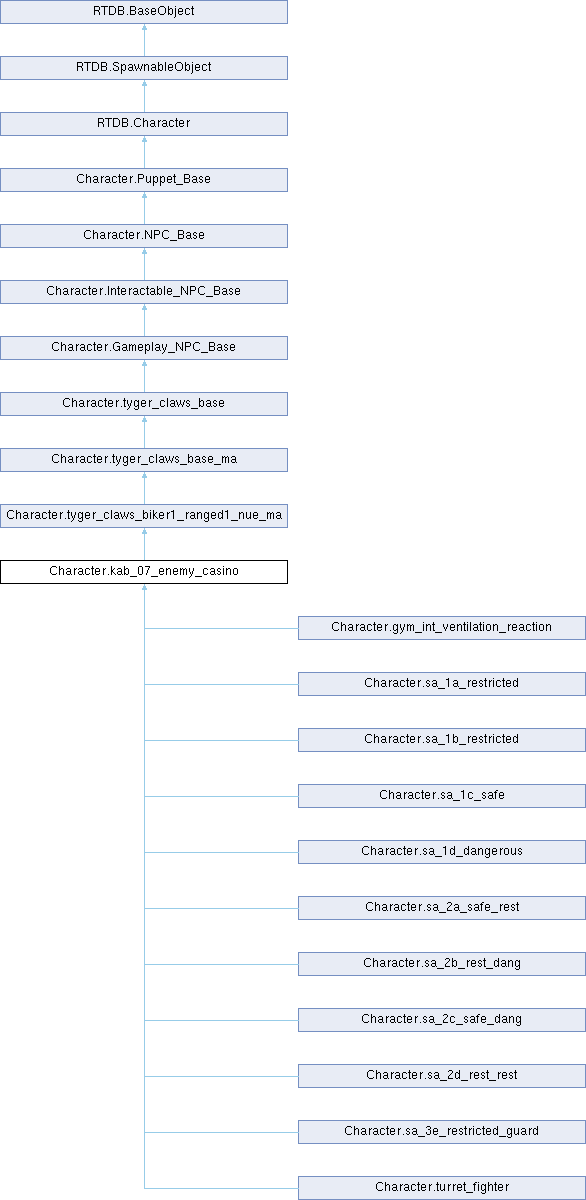 RTDB.BaseObject
RTDB.SpawnableObject
RTDB.Character
Character.Puppet_Base
Character.NPC_Base
Character.Interactable_NPC_Base
Character.Gameplay_NPC_Base
Character.tyger_claws_base
Character.tyger_claws_base_ma
Character.tyger_claws_biker1_ranged1_nue_ma
Character.kab_07_enemy_casino
Character.gym_int_ventilation_reaction
Character.sa_1a_restricted
Character.sa_1b_restricted
Character.sa_1c_safe
Character.sa_1d_dangerous
Character.sa_2a_safe_rest
Character.sa_2b_rest_dang
Character.sa_2c_safe_dang
Character.sa_2d_rest_rest
Character.sa_3e_restricted_guard
Character.turret_fighter